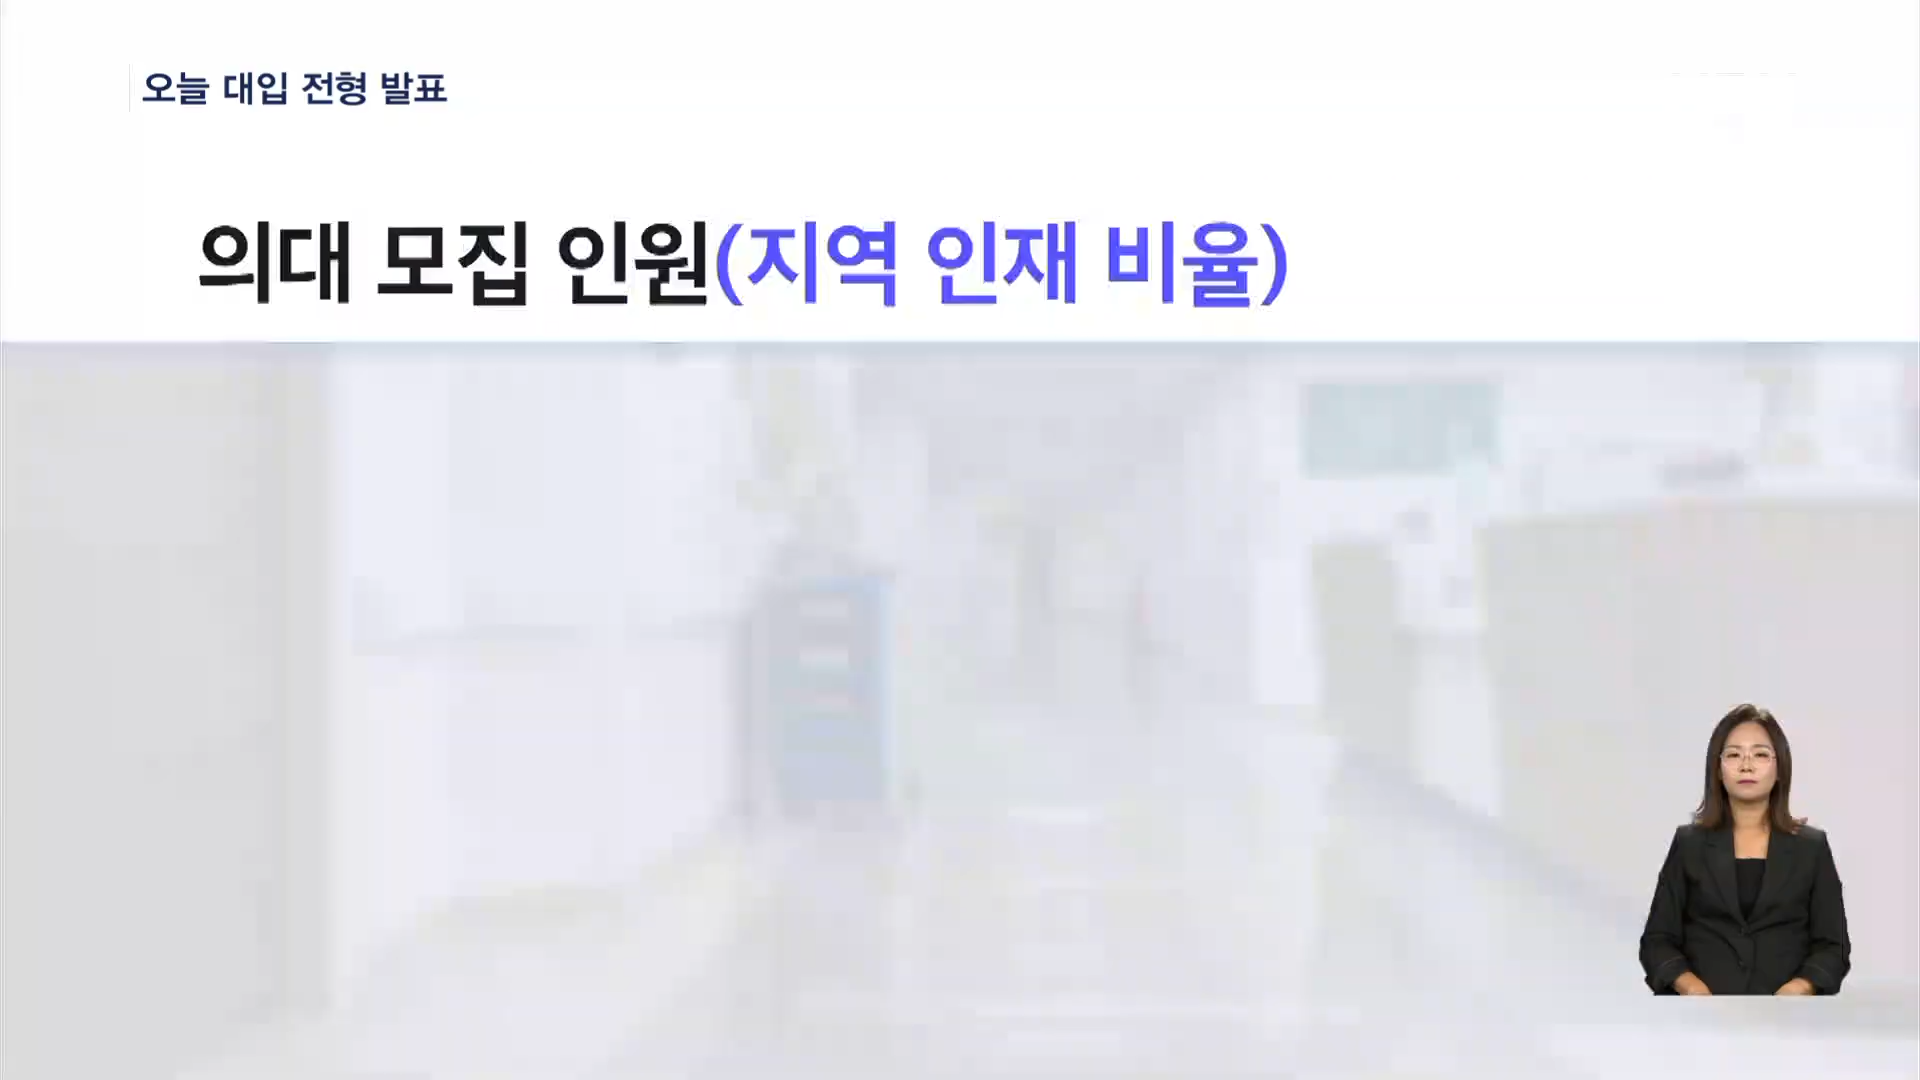 오늘 대입 전형 발표
의대 모집 인원(지역 인재 비율)